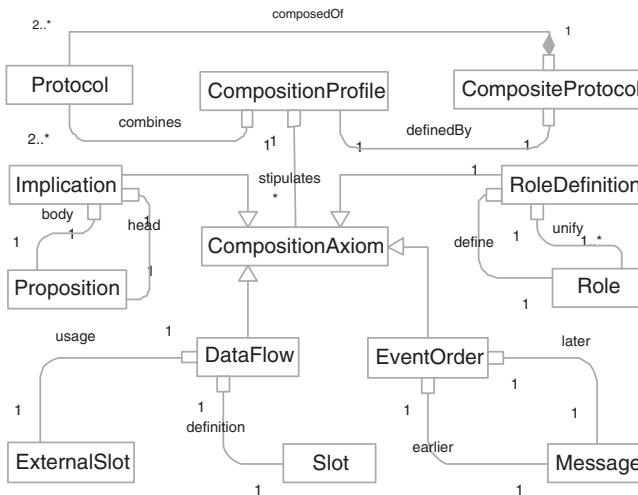 composedOf
2..*
1
Protocol
CompositionProfile
CompositeProtocol
combines
definedBy
2..*
1
1
1
1
stipulates
*
Implication
RoleDefinition
1
body
head
1
1
1
1
1
CompositionAxiom
define
unify
1
1..*
Proposition
Role
1
usage
1
DataFlow
EventOrder
later
1
1
1
1
1
definition
earlier
ExternalSlot
Slot
Message
1
1